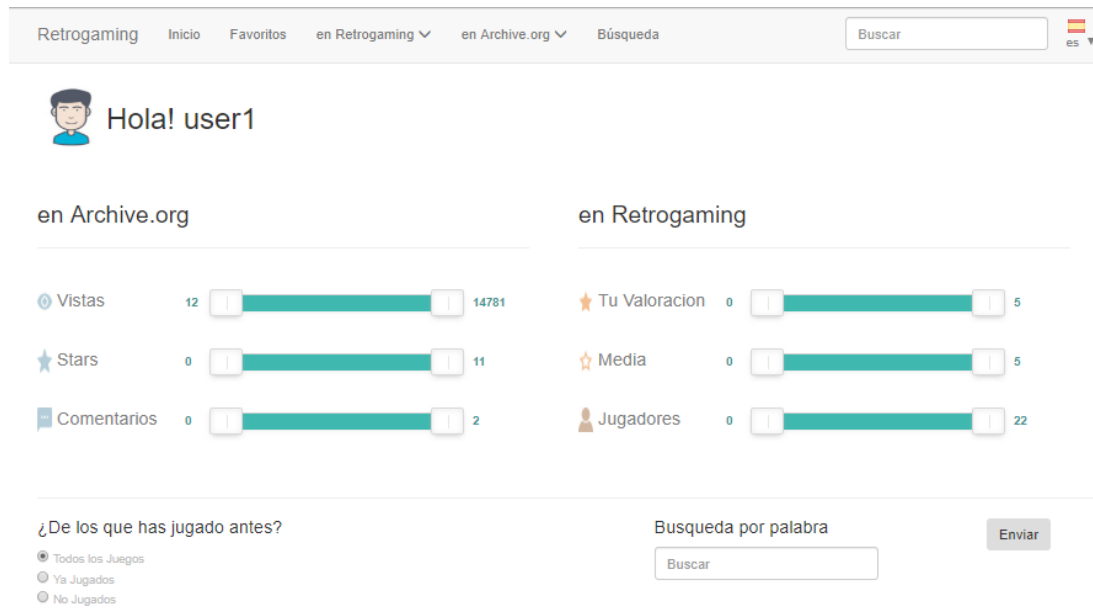 Retrogaming Inicio Favoritos en Retrogaming en Archive.org Búsqueda Buscar es
Hola! user1
en Archive.org
Vistas 12 14781
Stars 0 11
Comentarios 0 2
en Retrogaming
Tu Valoracion 0 5
Media 0 5
Jugadores 0 22
¿De los que has jugado antes?
Todos los Juegos
Ya Jugados
No Jugados
Busqueda por palabra
Buscar
Enviar